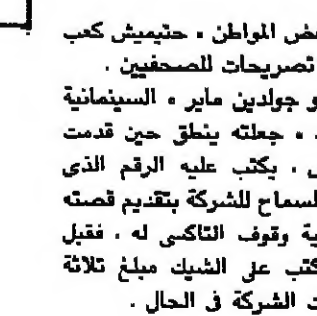 المواطن • حتيميش كعب
تصريحات للصحفيين .
و جولدين ماير • السينمائية
• جعلته ينطق حين قدمت
. يكتب عليه الرقم الذى
لسماح للشركة بتقديم قصته
ية وقوف التاكسى له . فقبل
كتب على الشيك مبلغ ثلاثة
ت الشركة فى الحال .